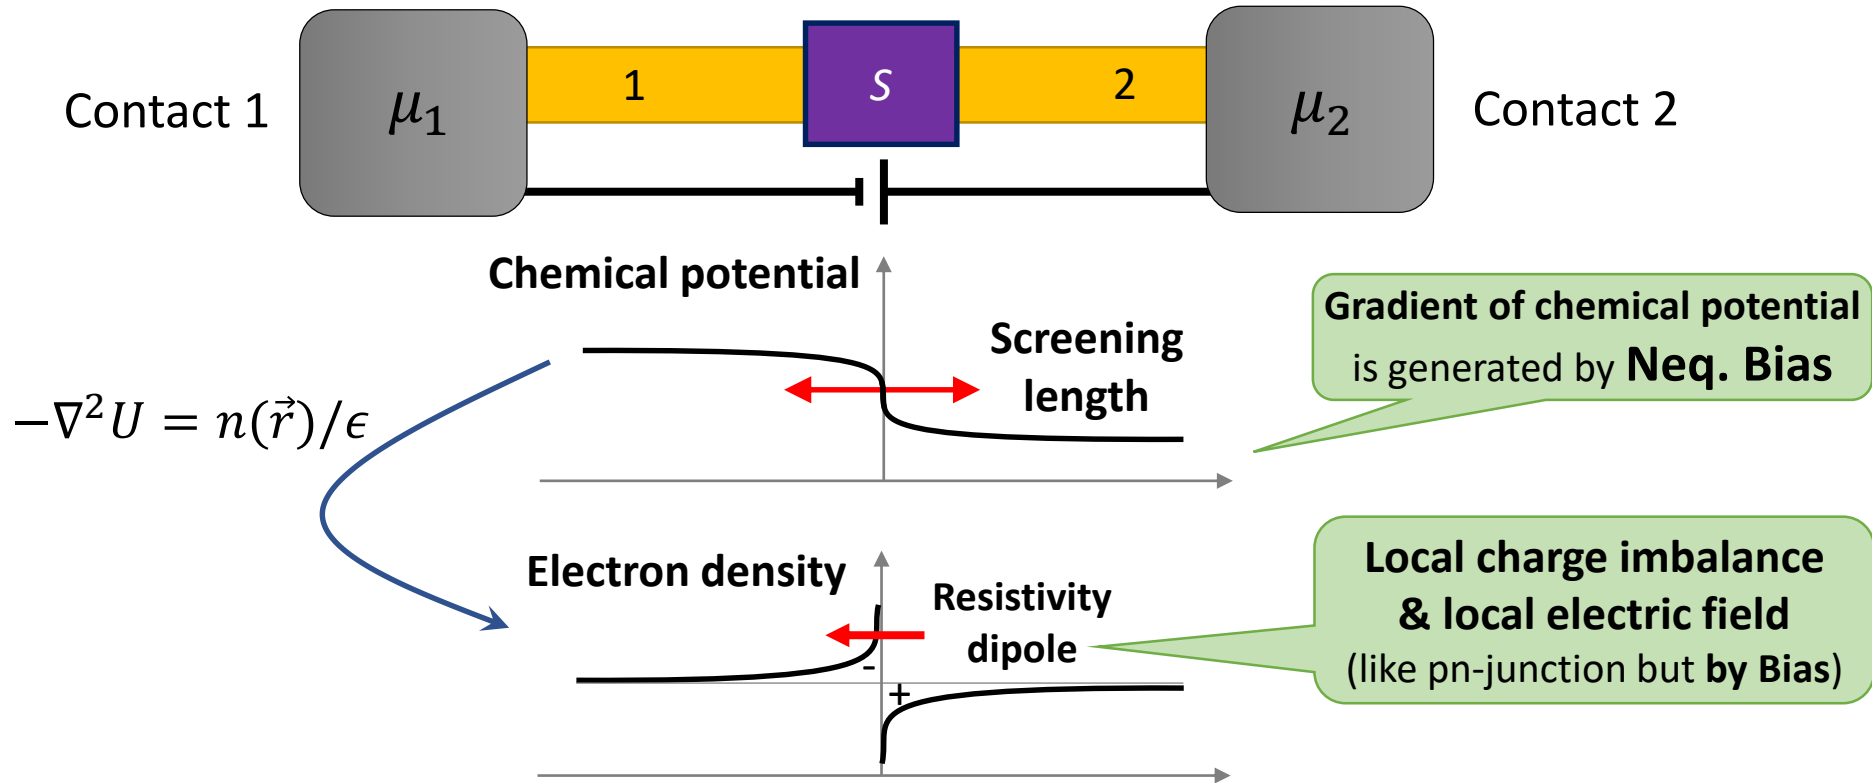 Contact 1
μ₁
1
S
2
μ₂
Contact 2
Chemical potential
Screening
length
Gradient of chemical potential
is generated by Neq. Bias
−∇²U = n(r⃗)/ϵ
Electron density
Resistivity
dipole
-
+
Local charge imbalance
& local electric field
(like pn-junction but by Bias)